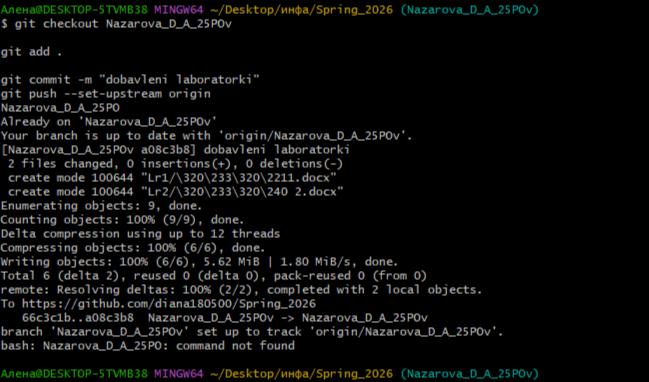 Алена@DESKTOP-5TVMB38 MINGW64 ~/Desktop/инфа/Spring_2026 (Nazarova_D_A_25POv)
$ git checkout Nazarova_D_A_25POv
git add .
git commit -m "dobavleni laboratorki"
git push --set-upstream origin
Nazarova_D_A_25PO
Already on 'Nazarova_D_A_25POv'
Your branch is up to date with 'origin/Nazarova_D_A_25POv'.
[Nazarova_D_A_25POv a08c3b8] dobavleni laboratorki
2 files changed, 0 insertions(+), 0 deletions(-)
create mode 100644 "Lr1/\320\233\320\2211.docx"
create mode 100644 "Lr2/\320\233\320\240 2.docx"
Enumerating objects: 9, done.
Counting objects: 100% (9/9), done.
Delta compression using up to 12 threads
Compressing objects: 100% (6/6), done.
Writing objects: 100% (6/6), 5.62 MiB | 1.80 MiB/s, done.
Total 6 (delta 2), reused 0 (delta 0), pack-reused 0 (from 0)
remote: Resolving deltas: 100% (2/2), completed with 2 local objects.
To https://github.com/diana180500/Spring_2026
66c3c1b..a08c3b8  Nazarova_D_A_25POv -> Nazarova_D_A_25POv
branch 'Nazarova_D_A_25POv' set up to track 'origin/Nazarova_D_A_25POv'.
bash: Nazarova_D_A_25PO: command not found
Алена@DESKTOP-5TVMB38 MINGW64 ~/Desktop/инфа/Spring_2026 (Nazarova_D_A_25POv)